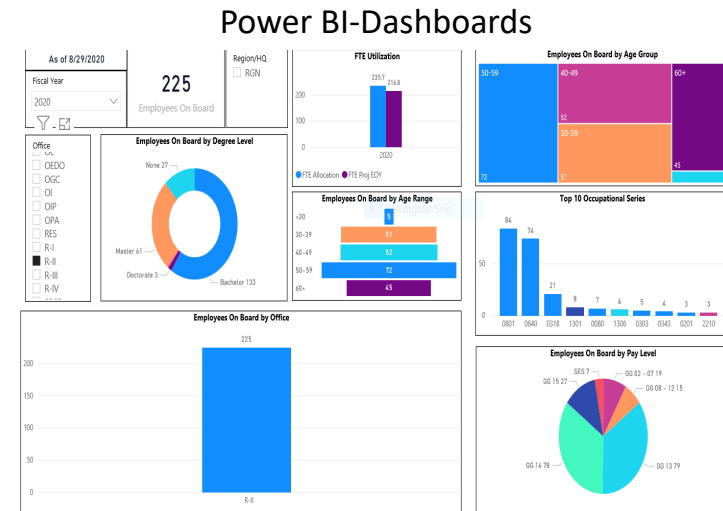 Power BI-Dashboards
As of 8/29/2020
Fiscal Year
2020
225
Employees On Board
Region/HQ
RGN
FTE Utilization
235.7
216.8
200
100
0
2020
FTE Allocation
FTE Proj EOY
Employees On Board by Age Group
50-59
72
40-49
52
30-39
51
60+
45
Office
OEDO
OGC
OI
OIP
OPA
RES
R-I
R-II
R-III
R-IV
Employees On Board by Degree Level
None 27
Master 61
Doctorate 3
Bachelor 133
Employees On Board by Age Range
<30
5
30-39
51
40-49
52
50-59
72
60+
45
Top 10 Occupational Series
84
74
21
8
7
6
5
4
3
3
50
0
0801
0840
0318
1301
0080
1306
0303
0343
0201
2210
Employees On Board by Office
225
200
150
100
50
0
R-II
Employees On Board by Pay Level
SES 7
GG 02 - 07 19
GG 15 27
GG 08 - 12 15
GG 14 78
GG 13 79